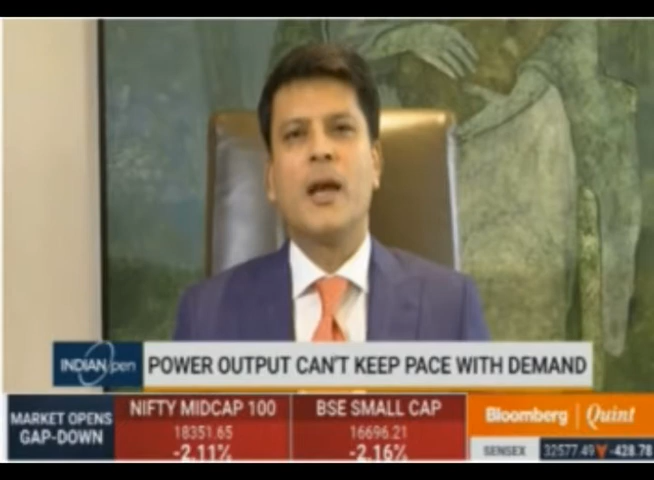 INDIAN open
POWER OUTPUT CAN'T KEEP PACE WITH DEMAND
MARKET OPENS
GAP-DOWN
NIFTY MIDCAP 100
18351.65
-2.11%
BSE SMALL CAP
16696.21
-2.16%
Bloomberg | Quint
SENSEX 32577.49 ▼ -428.78